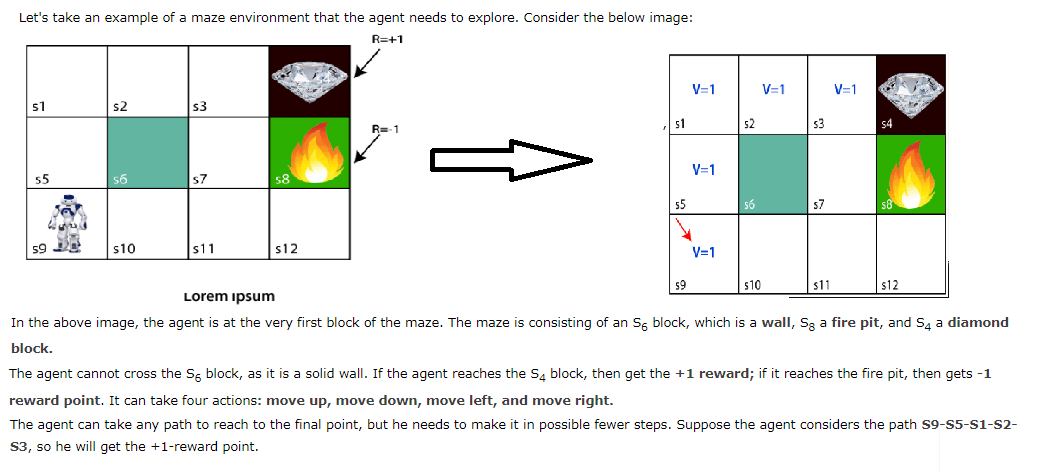 Let's take an example of a maze environment that the agent needs to explore. Consider the below image:
R=+1
s1 s2 s3
R=-1
s5 s6 s7 s8
s9 s10 s11 s12
V=1 V=1 V=1
s1 s2 s3 s4
V=1
s5 s6 s7 s8
V=1
s9 s10 s11 s12
Lorem ipsum
In the above image, the agent is at the very first block of the maze. The maze is consisting of an S6 block, which is a wall, S8 a fire pit, and S4 a diamond
block.
The agent cannot cross the S6 block, as it is a solid wall. If the agent reaches the S4 block, then get the +1 reward; if it reaches the fire pit, then gets -1
reward point. It can take four actions: move up, move down, move left, and move right.
The agent can take any path to reach to the final point, but he needs to make it in possible fewer steps. Suppose the agent considers the path S9-S5-S1-S2-
S3, so he will get the +1-reward point.